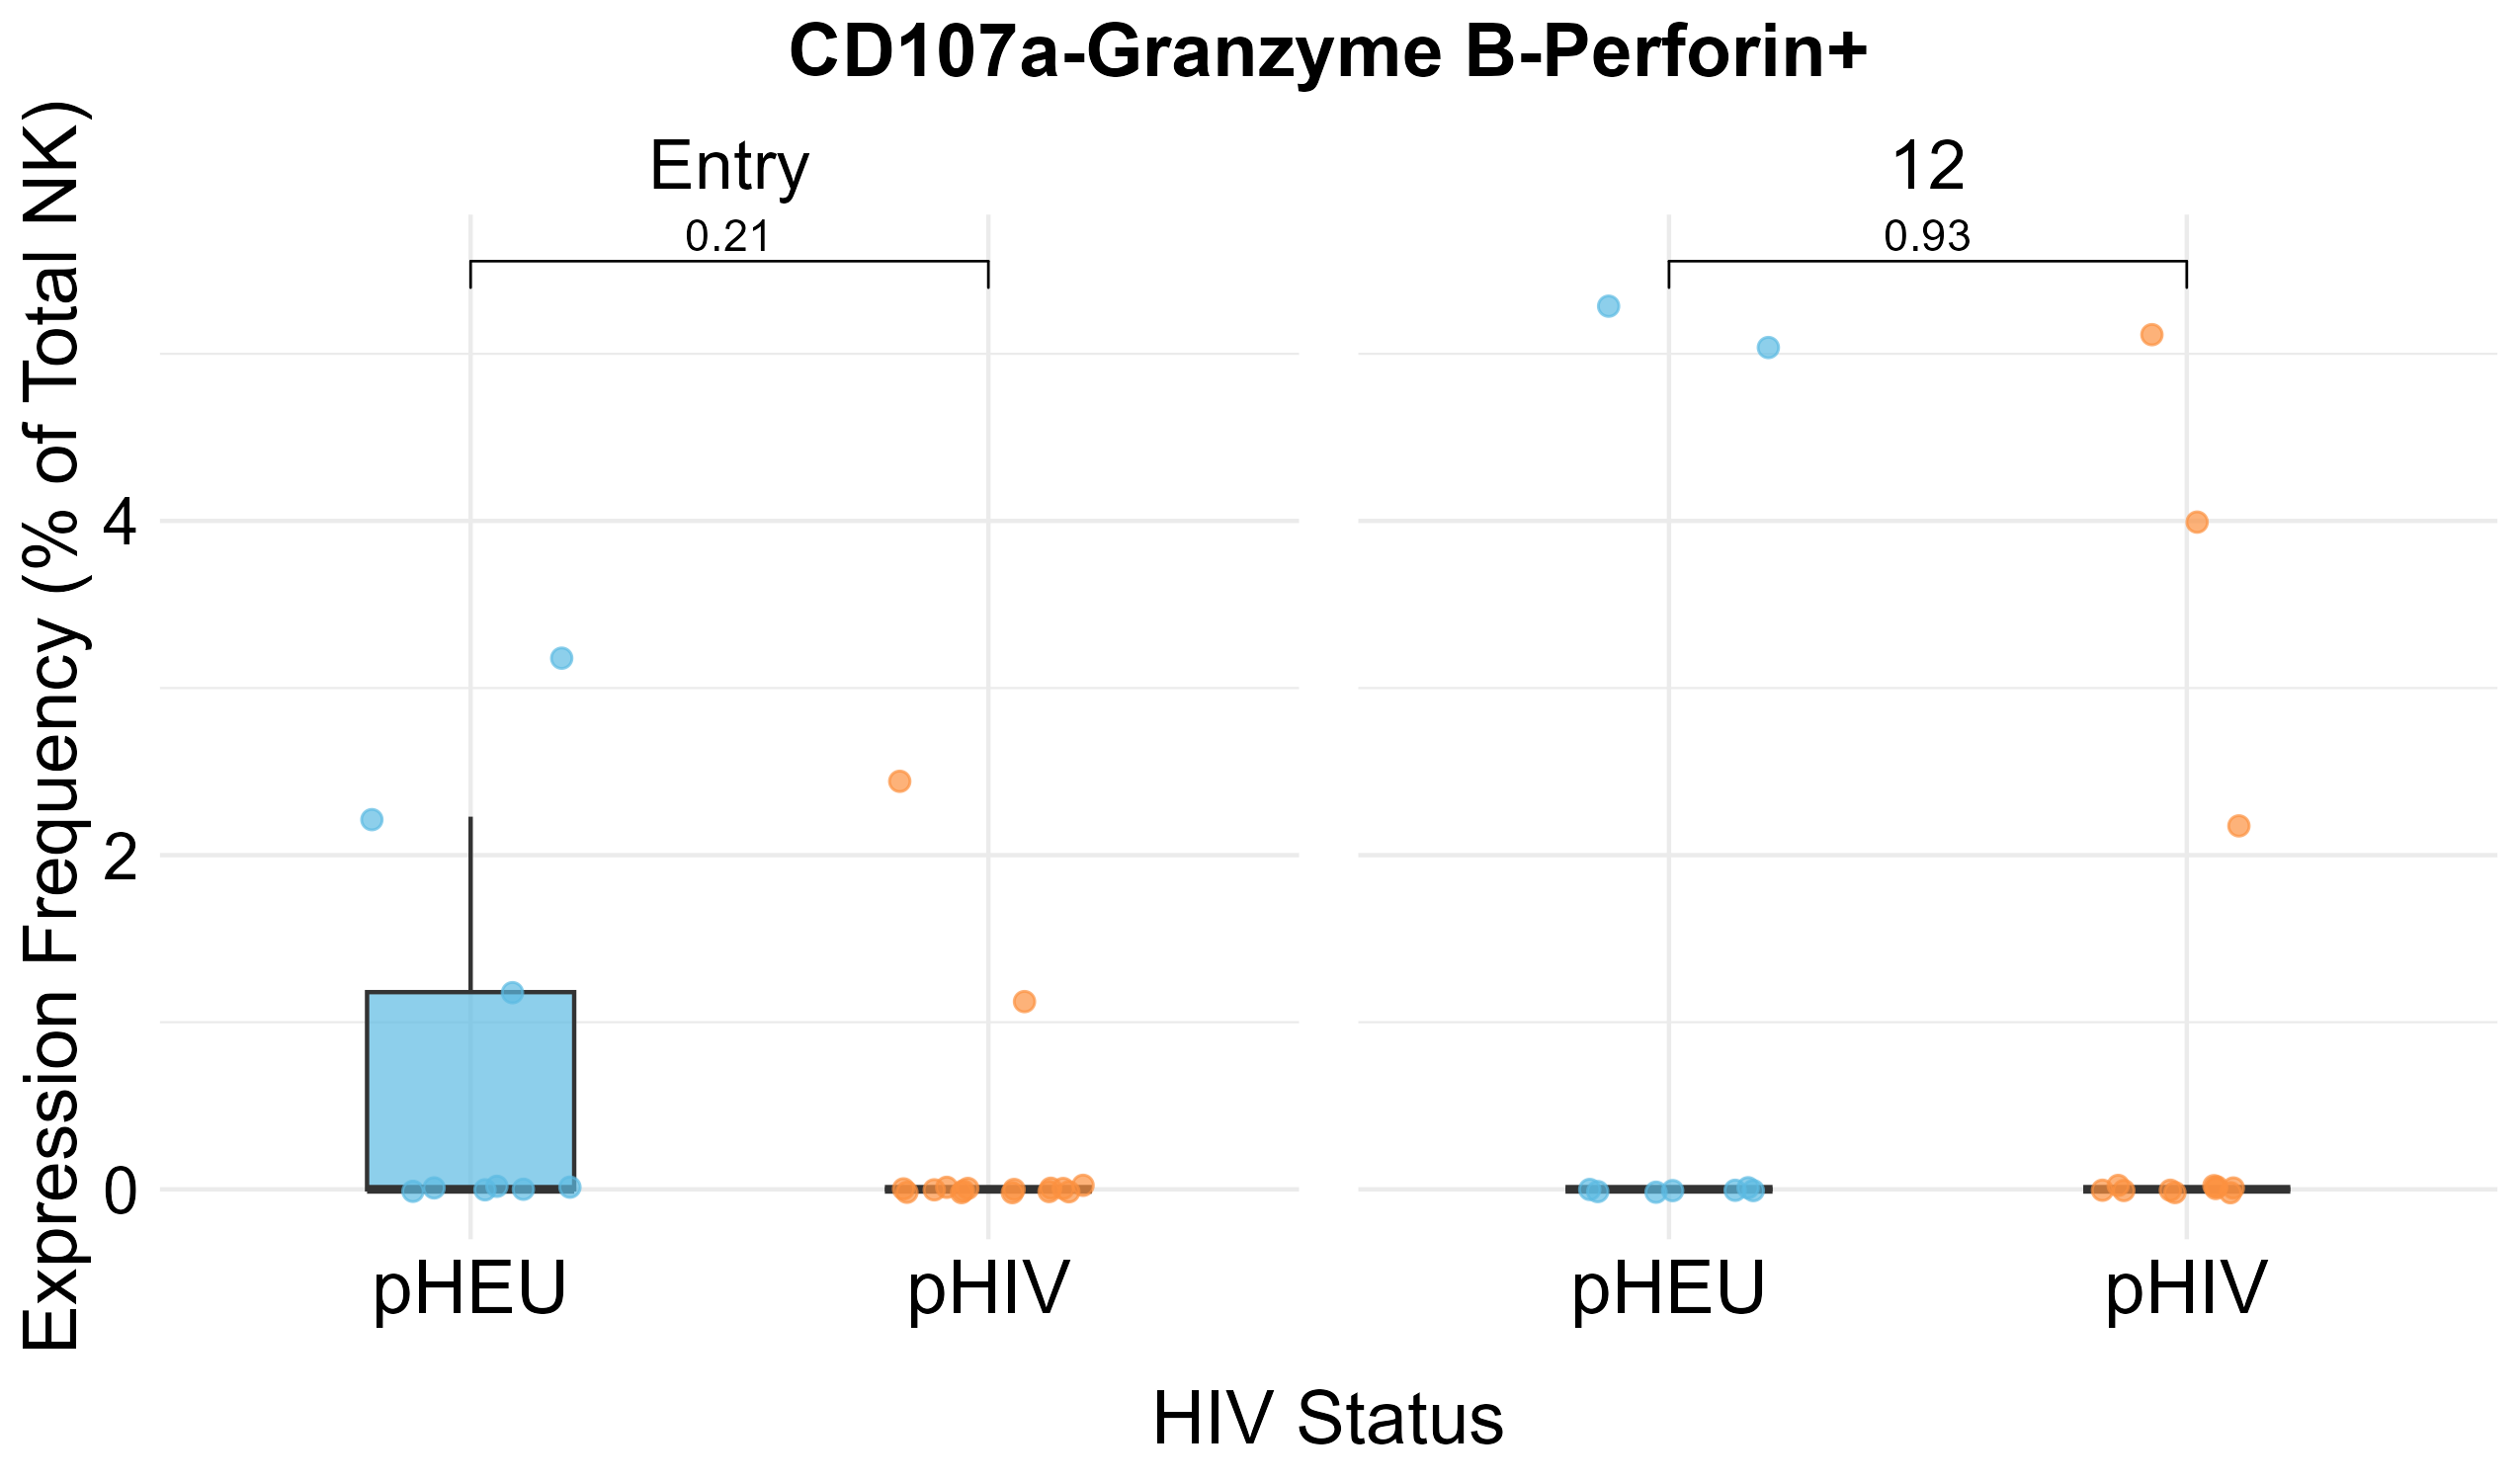 CD107a-Granzyme B-Perforin+
Entry
12
0.21
0.93
Expression Frequency (% of Total NK)
4
2
0
pHEU
pHIV
pHEU
pHIV
HIV Status